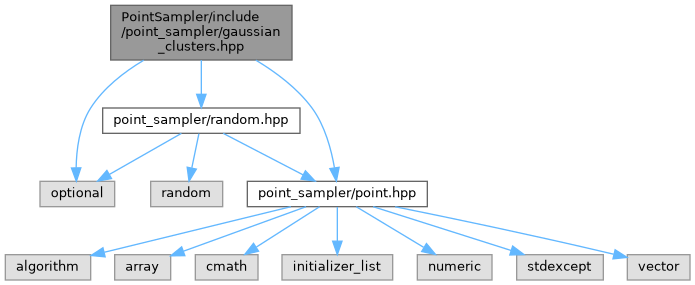 PointSampler/include
/point_sampler/gaussian
_clusters.hpp
point_sampler/random.hpp
optional
random
point_sampler/point.hpp
algorithm
array
cmath
initializer_list
numeric
stdexcept
vector